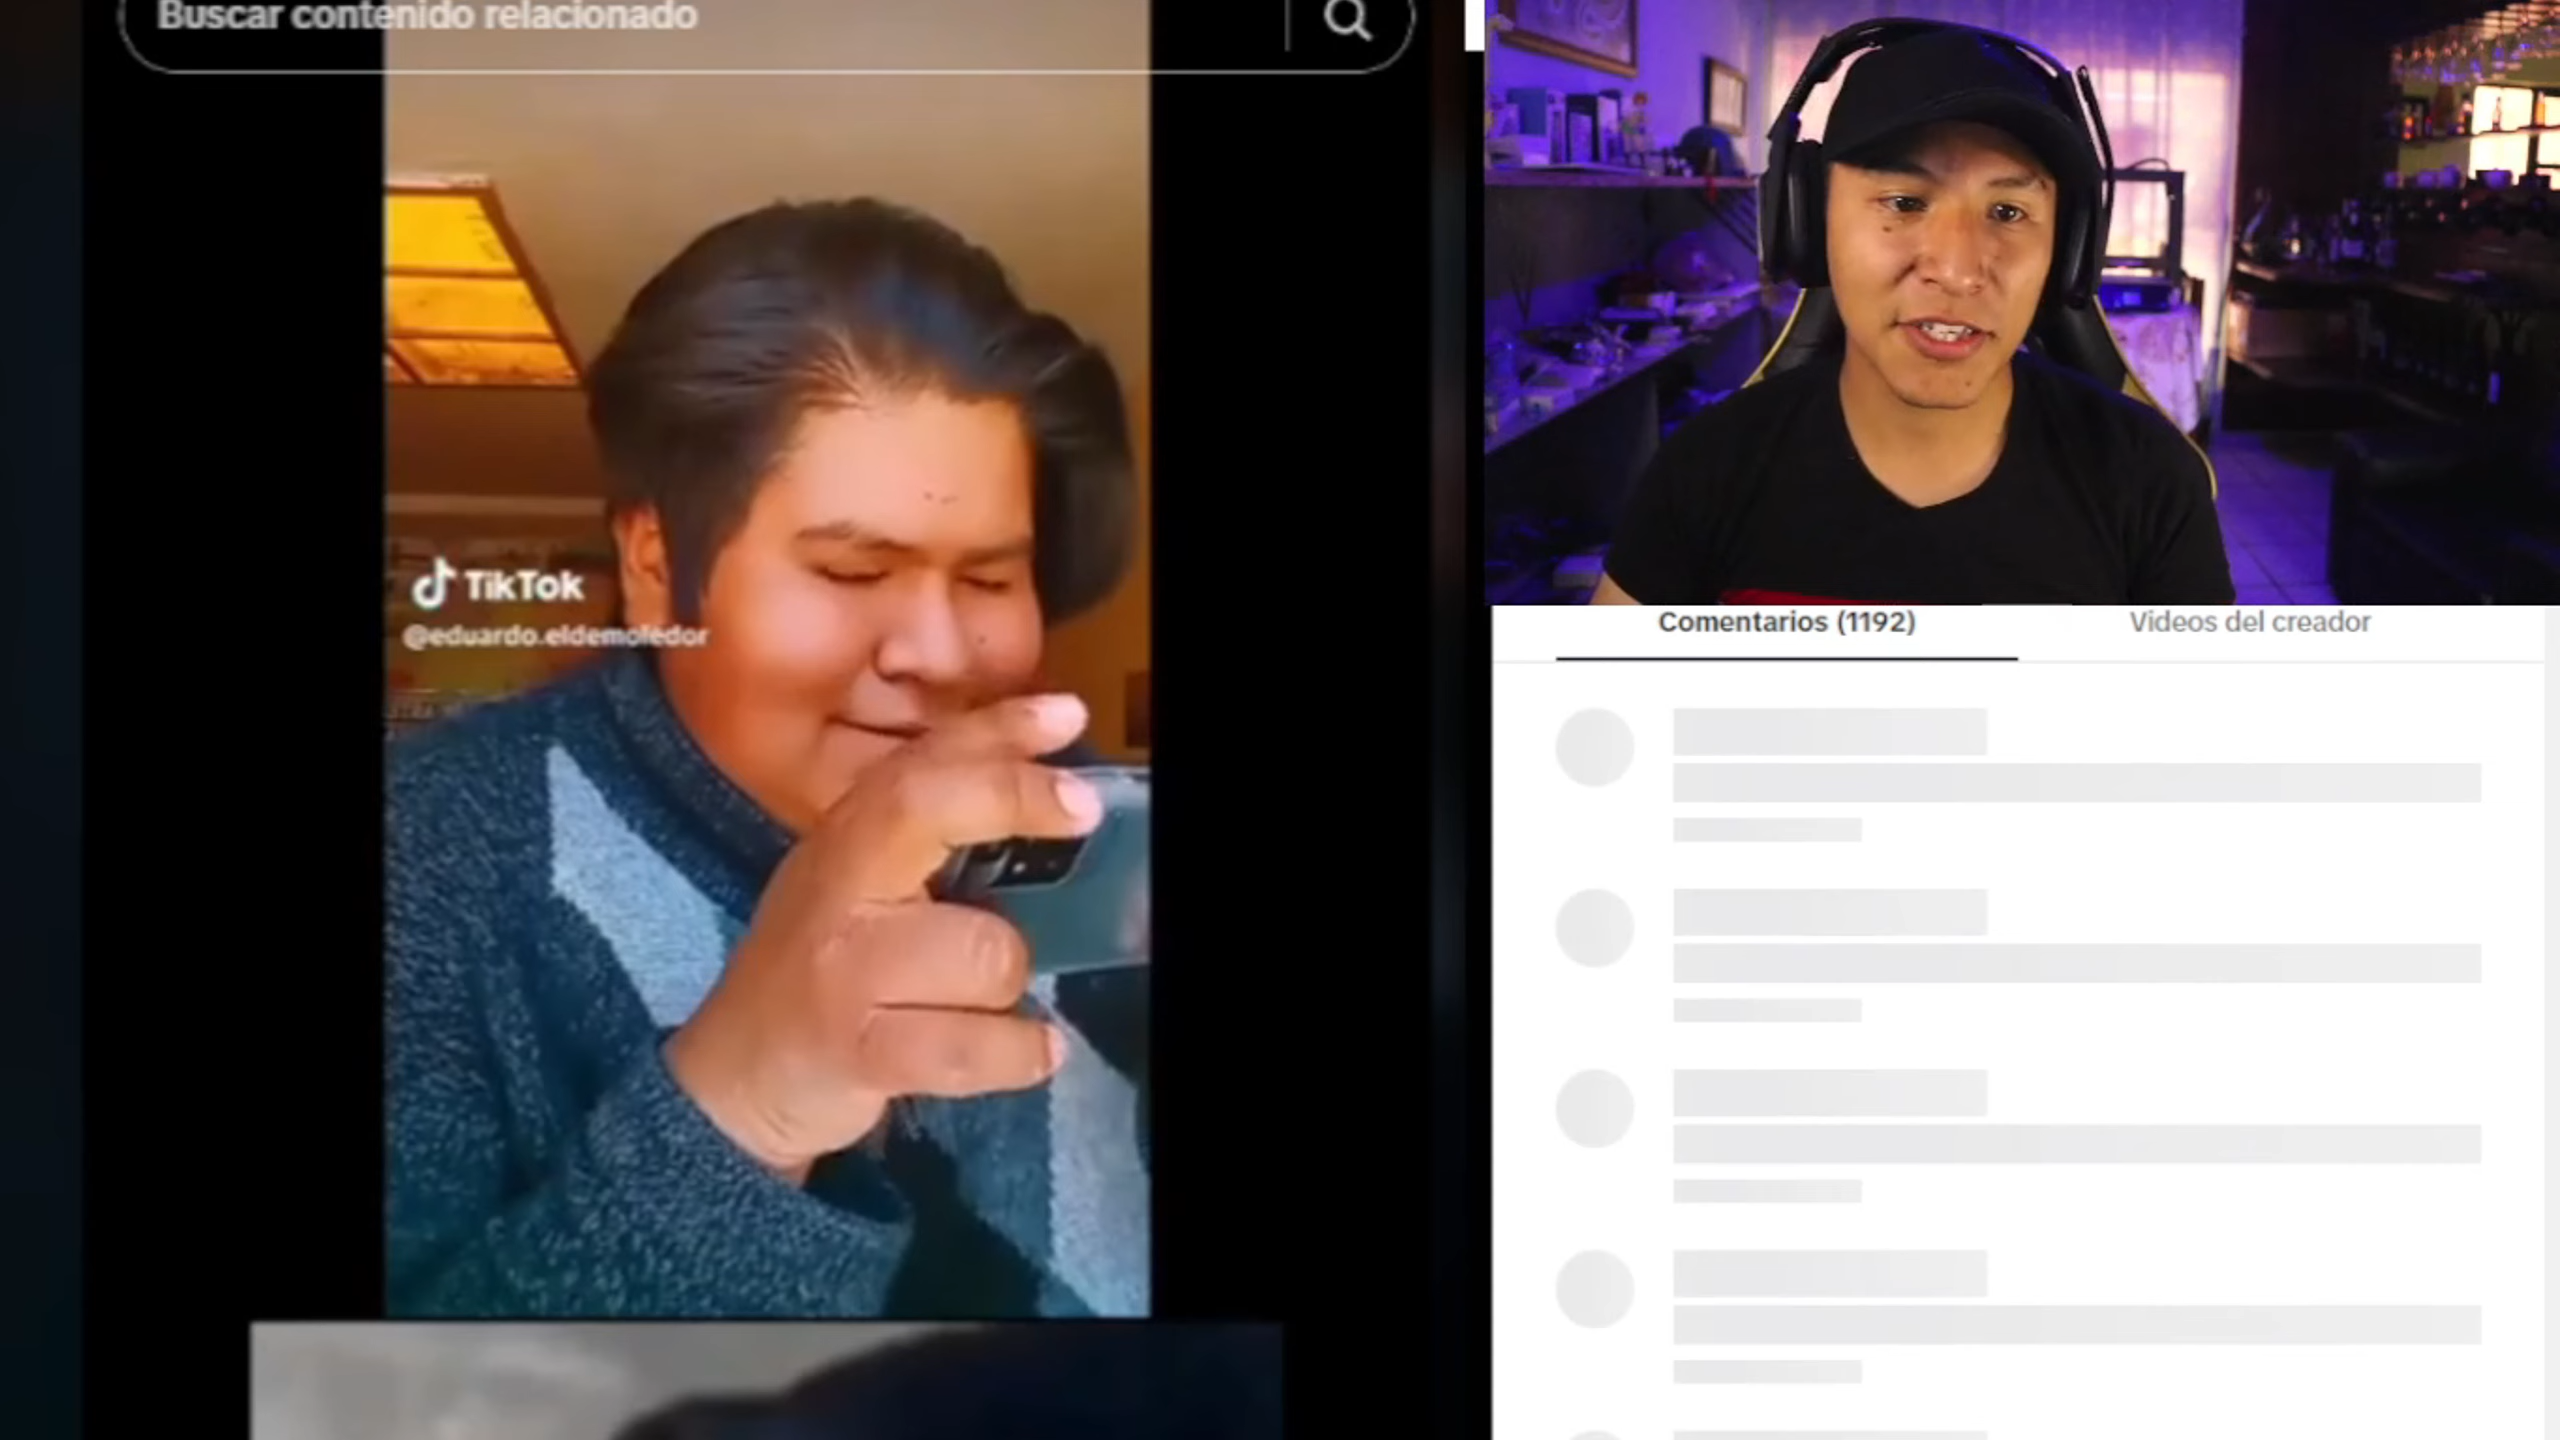 Buscar contenido relacionado
TikTok
@eduardo.eldemoledor
Comentarios (1192)
Videos del creador